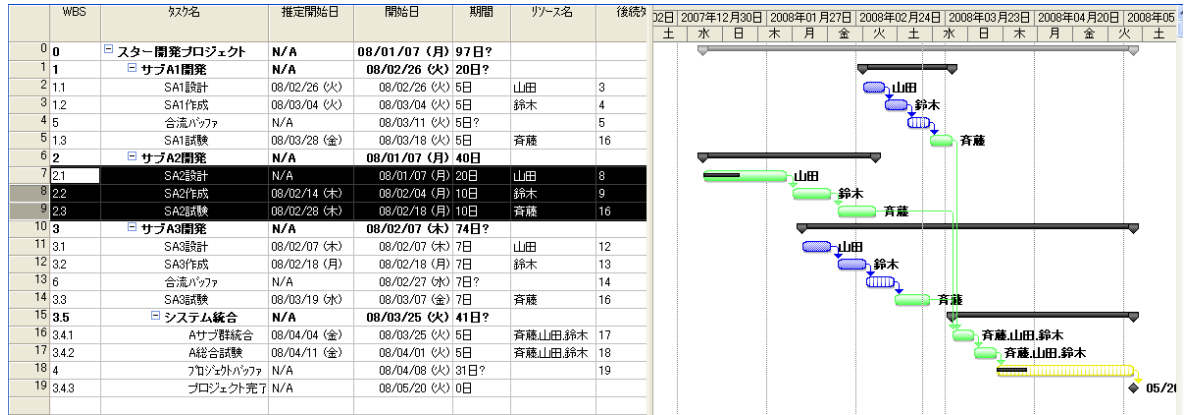 WBS タスク名 推定開始日 開始日 期間 リソース名 後続タ
02日 2007年12月30日 2008年01月27日 2008年02月24日 2008年03月23日 2008年04月20日 2008年05
土 水 日 木 月 金 火 土 水 日 木 月 金 火 土
0 0 スター開発プロジェクト N/A 08/01/07 (月) 97日?
1 1 サブA1開発 N/A 08/02/26 (火) 20日?
2 1.1 SA1設計 08/02/26 (火) 08/02/26 (火) 5日 山田 3 山田
3 1.2 SA1作成 08/03/04 (火) 08/03/04 (火) 5日 鈴木 4 鈴木
4 5 合流バッファ N/A 08/03/11 (火) 5日? 5
5 1.3 SA1試験 08/03/28 (金) 08/03/18 (火) 5日 斉藤 16 斉藤
6 2 サブA2開発 N/A 08/01/07 (月) 40日
7 2.1 SA2設計 N/A 08/01/07 (月) 20日 山田 8 山田
8 2.2 SA2作成 08/02/14 (木) 08/02/04 (月) 10日 鈴木 9 鈴木
9 2.3 SA2試験 08/02/28 (木) 08/02/18 (月) 10日 斉藤 16 斉藤
10 3 サブA3開発 N/A 08/02/07 (木) 74日?
11 3.1 SA3設計 08/02/07 (木) 08/02/07 (木) 7日 山田 12 山田
12 3.2 SA3作成 08/02/18 (月) 08/02/18 (月) 7日 鈴木 13 鈴木
13 6 合流バッファ N/A 08/02/27 (水) 7日? 14
14 3.3 SA3試験 08/03/19 (水) 08/03/07 (金) 7日 斉藤 16 斉藤
15 3.5 システム統合 N/A 08/03/25 (火) 41日?
16 3.4.1 Aサブ群統合 08/04/04 (金) 08/03/25 (火) 5日 斉藤,山田,鈴木 17 斉藤,山田,鈴木
17 3.4.2 A総合試験 08/04/11 (金) 08/04/01 (火) 5日 斉藤,山田,鈴木 18 斉藤,山田,鈴木
18 4 プロジェクトバッファ N/A 08/04/08 (火) 31日? 19
19 3.4.3 プロジェクト完了 N/A 08/05/20 (火) 0日 05/20